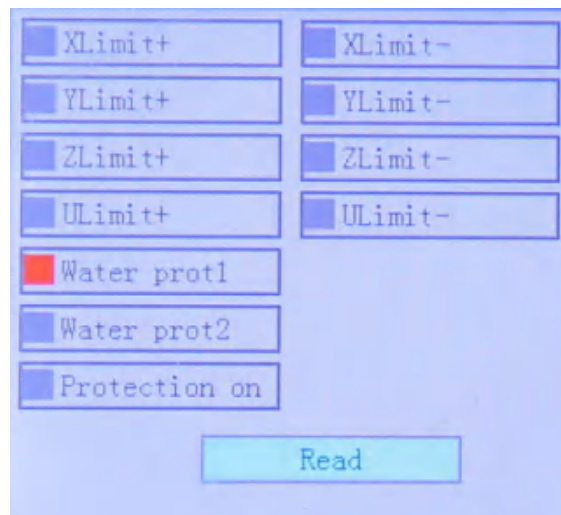 XLimit+ XLimit-
YLimit+ YLimit-
ZLimit+ ZLimit-
ULimit+ ULimit-
Water prot1
Water prot2
Protection on
Read